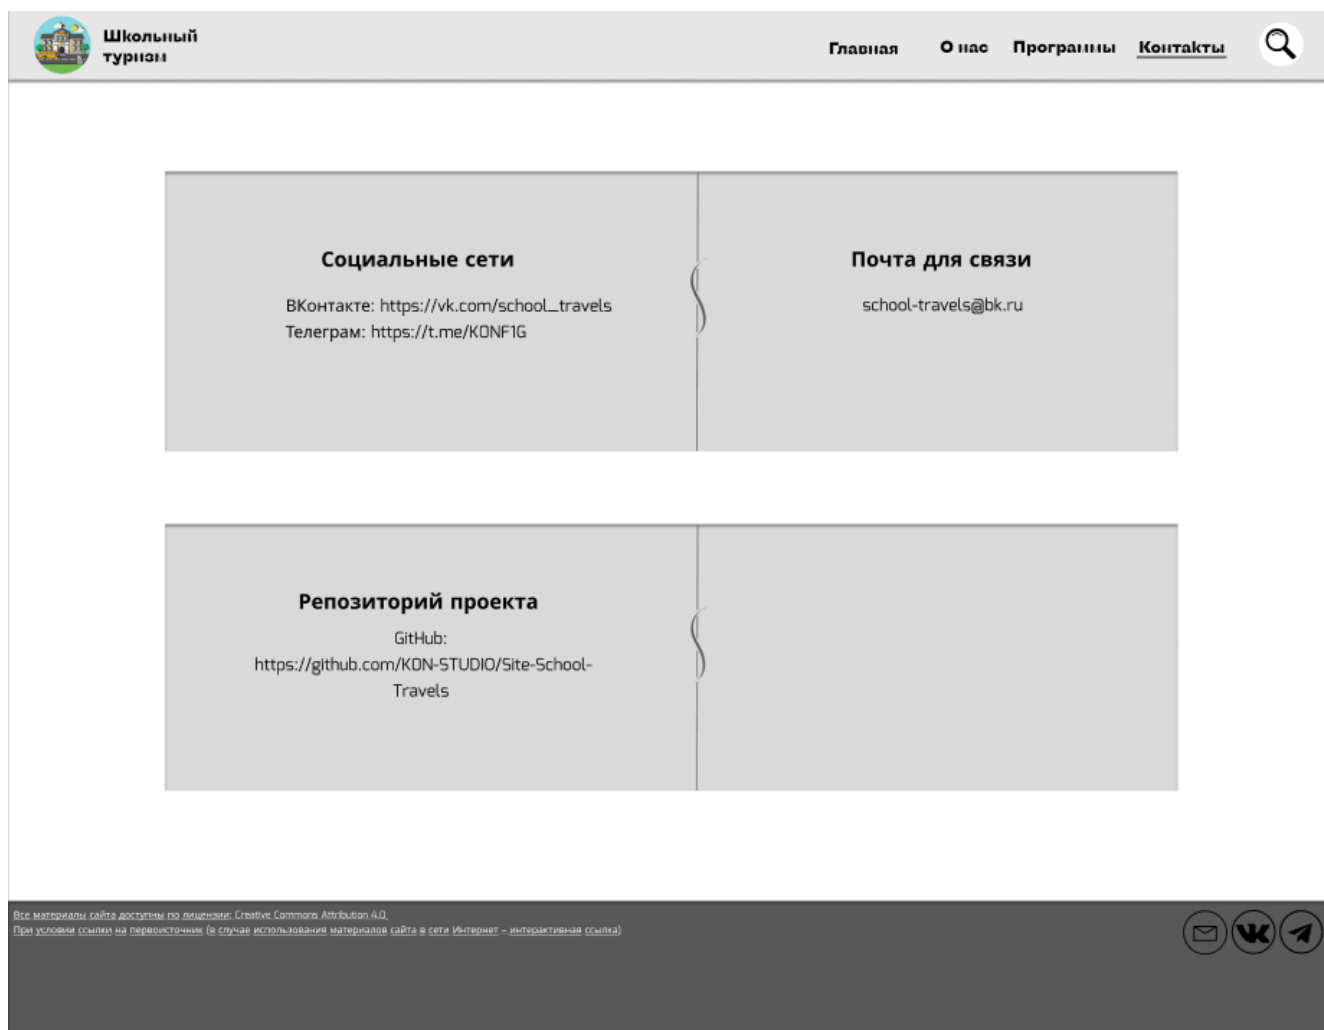 Школьный
туризм
Главная О нас Программы Контакты
Социальные сети
ВКонтакте: https://vk.com/school_travels
Телеграм: https://t.me/K0NF1G
Почта для связи
school-travels@bk.ru
Репозиторий проекта
GitHub:
https://github.com/K0N-STUDIO/Site-School-
Travels
Все материалы сайта доступны по лицензии: Creative Commons Attribution 4.0.
При условии ссылки на первоисточник (в случае использования материалов сайта в сети Интернет – интерактивная ссылка)